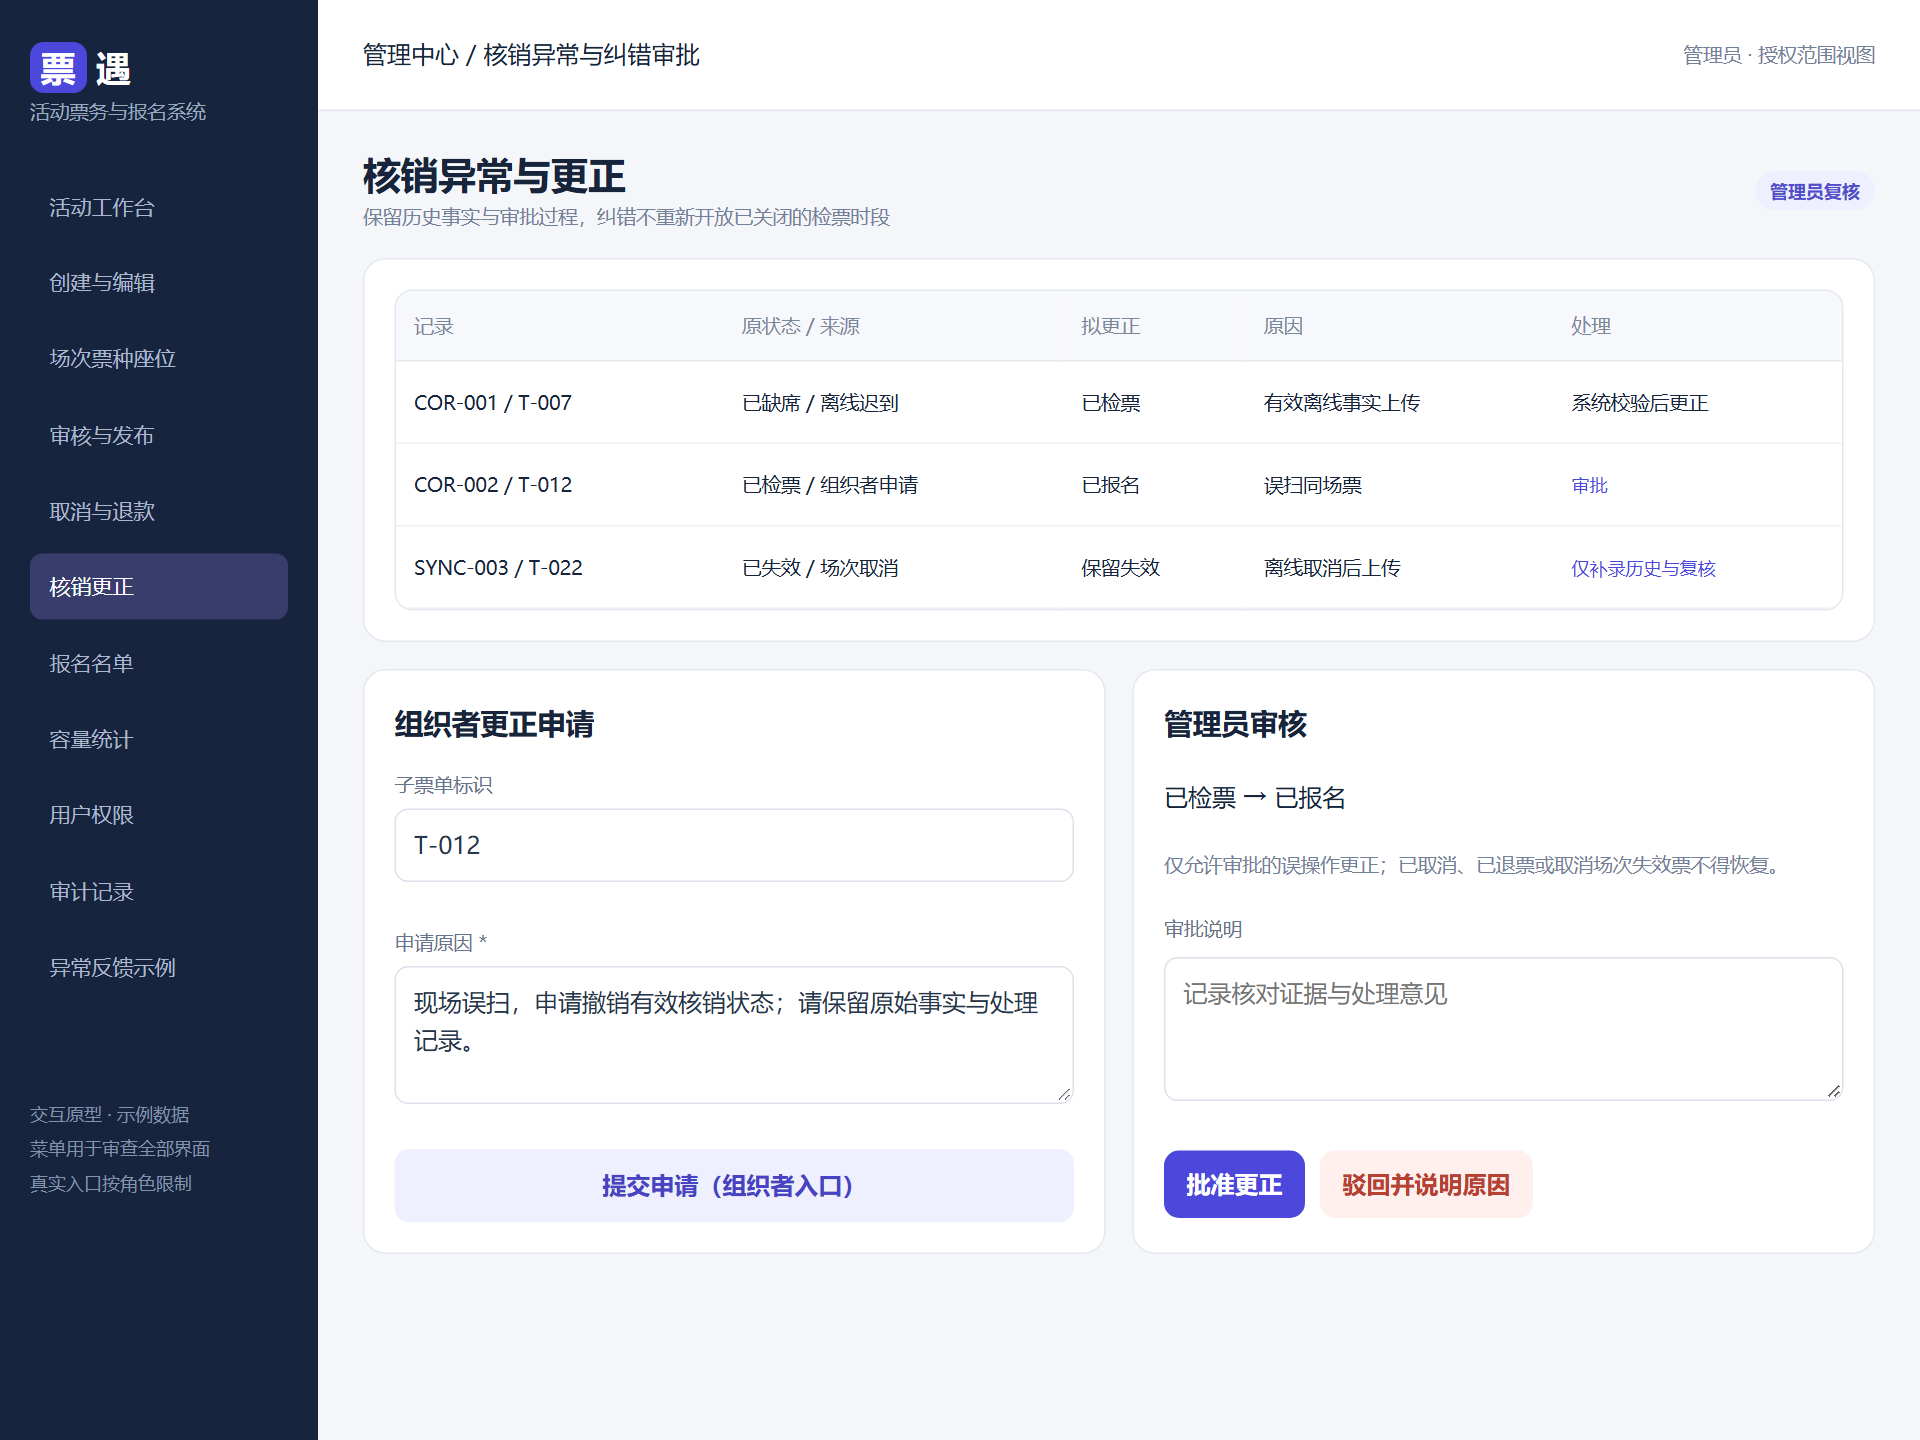 票 遇
活动票务与报名系统
活动工作台
创建与编辑
场次票种座位
审核与发布
取消与退款
核销更正
报名名单
容量统计
用户权限
审计记录
异常反馈示例
交互原型 · 示例数据
菜单用于审查全部界面
真实入口按角色限制
管理中心 / 核销异常与纠错审批
管理员 · 授权范围视图
核销异常与更正
保留历史事实与审批过程，纠错不重新开放已关闭的检票时段
管理员复核
记录 原状态 / 来源 拟更正 原因 处理
COR-001 / T-007 已缺席 / 离线迟到 已检票 有效离线事实上传 系统校验后更正
COR-002 / T-012 已检票 / 组织者申请 已报名 误扫同场票 审批
SYNC-003 / T-022 已失效 / 场次取消 保留失效 离线取消后上传 仅补录历史与复核
组织者更正申请
子票单标识
T-012
申请原因 *
现场误扫，申请撤销有效核销状态；请保留原始事实与处理
记录。
提交申请（组织者入口）
管理员审核
已检票 → 已报名
仅允许审批的误操作更正；已取消、已退票或取消场次失效票不得恢复。
审批说明
记录核对证据与处理意见
批准更正
驳回并说明原因